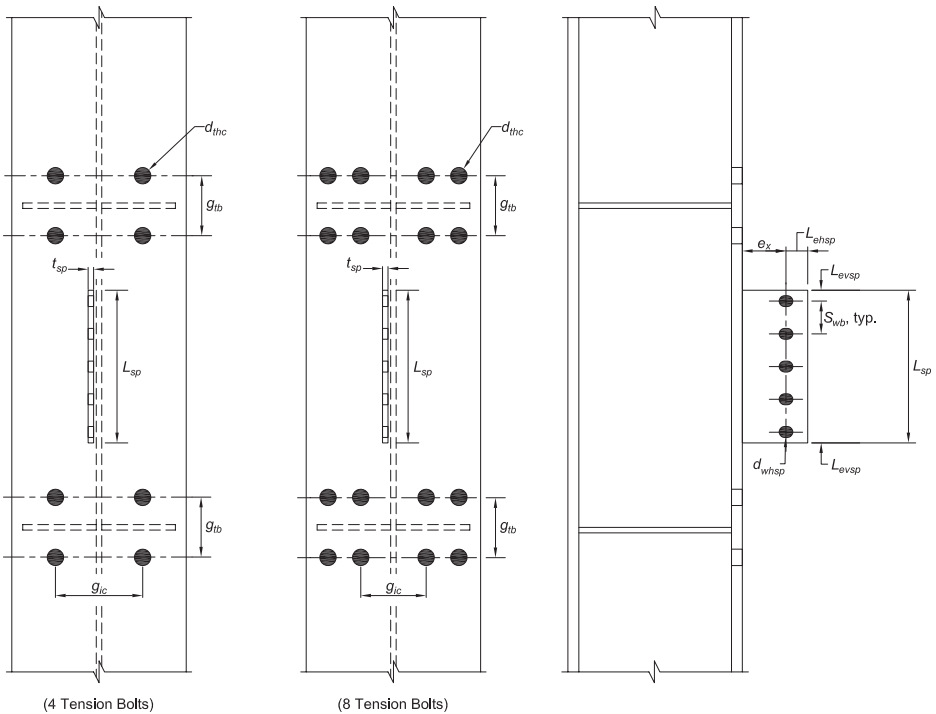 d_thc
g_tb
t_sp
L_sp
g_tb
g_ic
(4 Tension Bolts)
d_thc
g_tb
t_sp
L_sp
g_tb
g_ic
(8 Tension Bolts)
e_x
L_ehsp
L_evsp
S_wb, typ.
L_sp
d_whsp
L_evsp